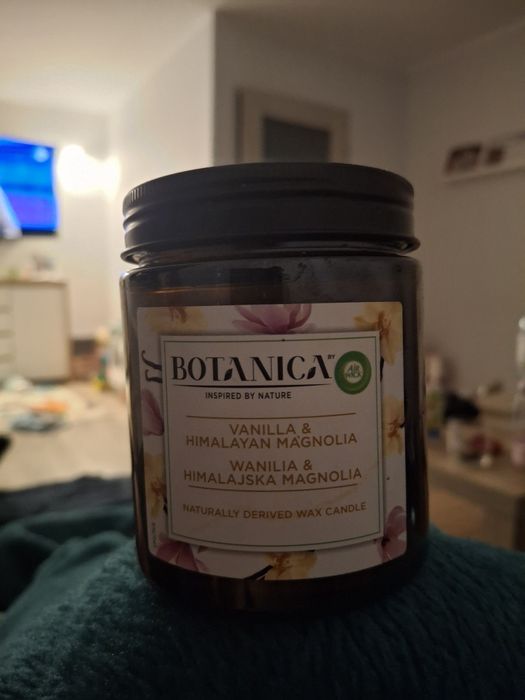 BOTANICA BY
AIR WICK
INSPIRED BY NATURE
VANILLA &
HIMALAYAN MAGNOLIA
WANILIA &
HIMALAJSKA MAGNOLIA
NATURALLY DERIVED WAX CANDLE